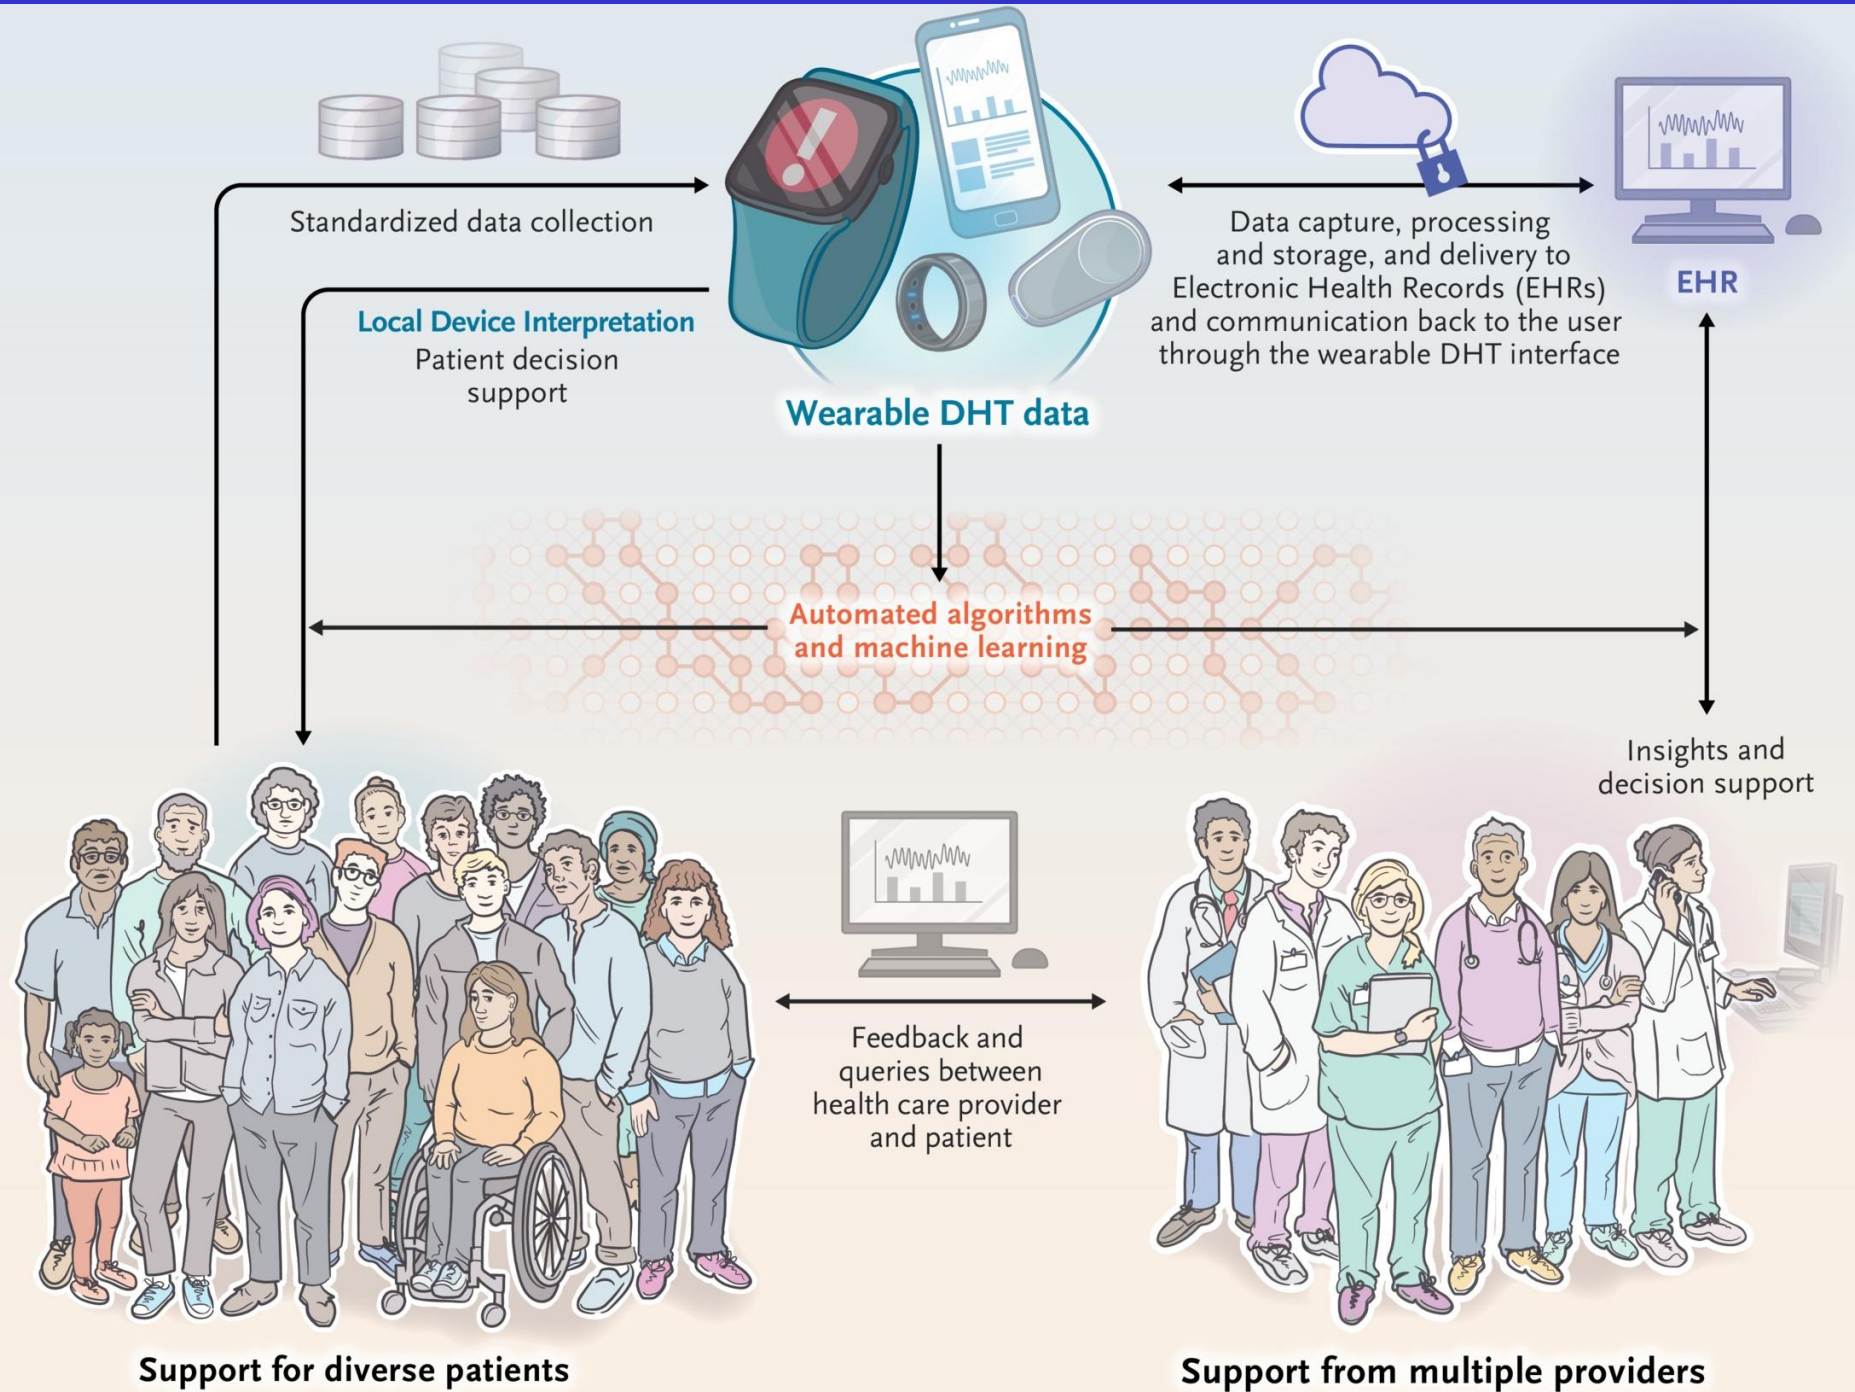 Standardized data collection
Local Device Interpretation
Patient decision
support
Wearable DHT data
Data capture, processing
and storage, and delivery to
Electronic Health Records (EHRs)
and communication back to the user
through the wearable DHT interface
EHR
Automated algorithms
and machine learning
Insights and
decision support
Feedback and
queries between
health care provider
and patient
Support for diverse patients
Support from multiple providers